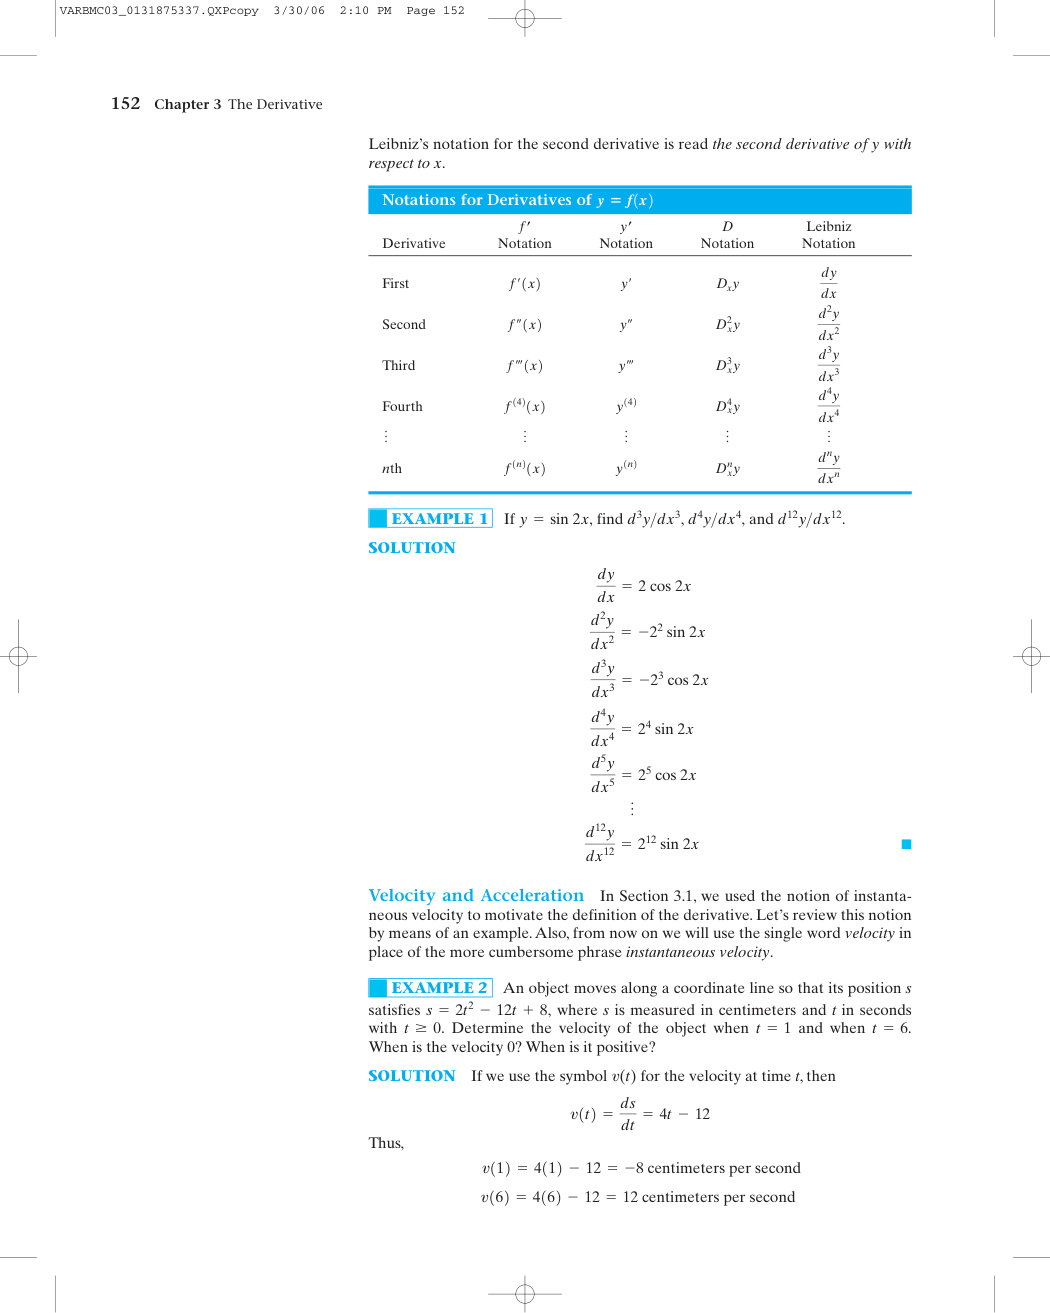 VARBMC03_0131875337.QXPcopy 3/30/06 2:10 PM Page 152
152 Chapter 3 The Derivative
Leibniz's notation for the second derivative is read the second derivative of y with
respect to x.
Notations for Derivatives of y = f(x)
f′ y′ D Leibniz
Derivative Notation Notation Notation Notation
First f′(x) y′ Dₓy dy/dx
Second f″(x) y″ D²ₓy d²y/dx²
Third f‴(x) y‴ D³ₓy d³y/dx³
Fourth f⁽⁴⁾(x) y⁽⁴⁾ D⁴ₓy d⁴y/dx⁴
⋮ ⋮ ⋮ ⋮ ⋮
nth f⁽ⁿ⁾(x) y⁽ⁿ⁾ Dⁿₓy dⁿy/dxⁿ
EXAMPLE 1 If y = sin 2x, find d³y/dx³, d⁴y/dx⁴, and d¹²y/dx¹².
SOLUTION
dy/dx = 2 cos 2x
d²y/dx² = −2² sin 2x
d³y/dx³ = −2³ cos 2x
d⁴y/dx⁴ = 2⁴ sin 2x
d⁵y/dx⁵ = 2⁵ cos 2x
⋮
d¹²y/dx¹² = 2¹² sin 2x
Velocity and Acceleration In Section 3.1, we used the notion of instanta-
neous velocity to motivate the definition of the derivative. Let's review this notion
by means of an example. Also, from now on we will use the single word velocity in
place of the more cumbersome phrase instantaneous velocity.
EXAMPLE 2 An object moves along a coordinate line so that its position s
satisfies s = 2t² − 12t + 8, where s is measured in centimeters and t in seconds
with t ≥ 0. Determine the velocity of the object when t = 1 and when t = 6.
When is the velocity 0? When is it positive?
SOLUTION If we use the symbol v(t) for the velocity at time t, then
v(t) = ds/dt = 4t − 12
Thus,
v(1) = 4(1) − 12 = −8 centimeters per second
v(6) = 4(6) − 12 = 12 centimeters per second